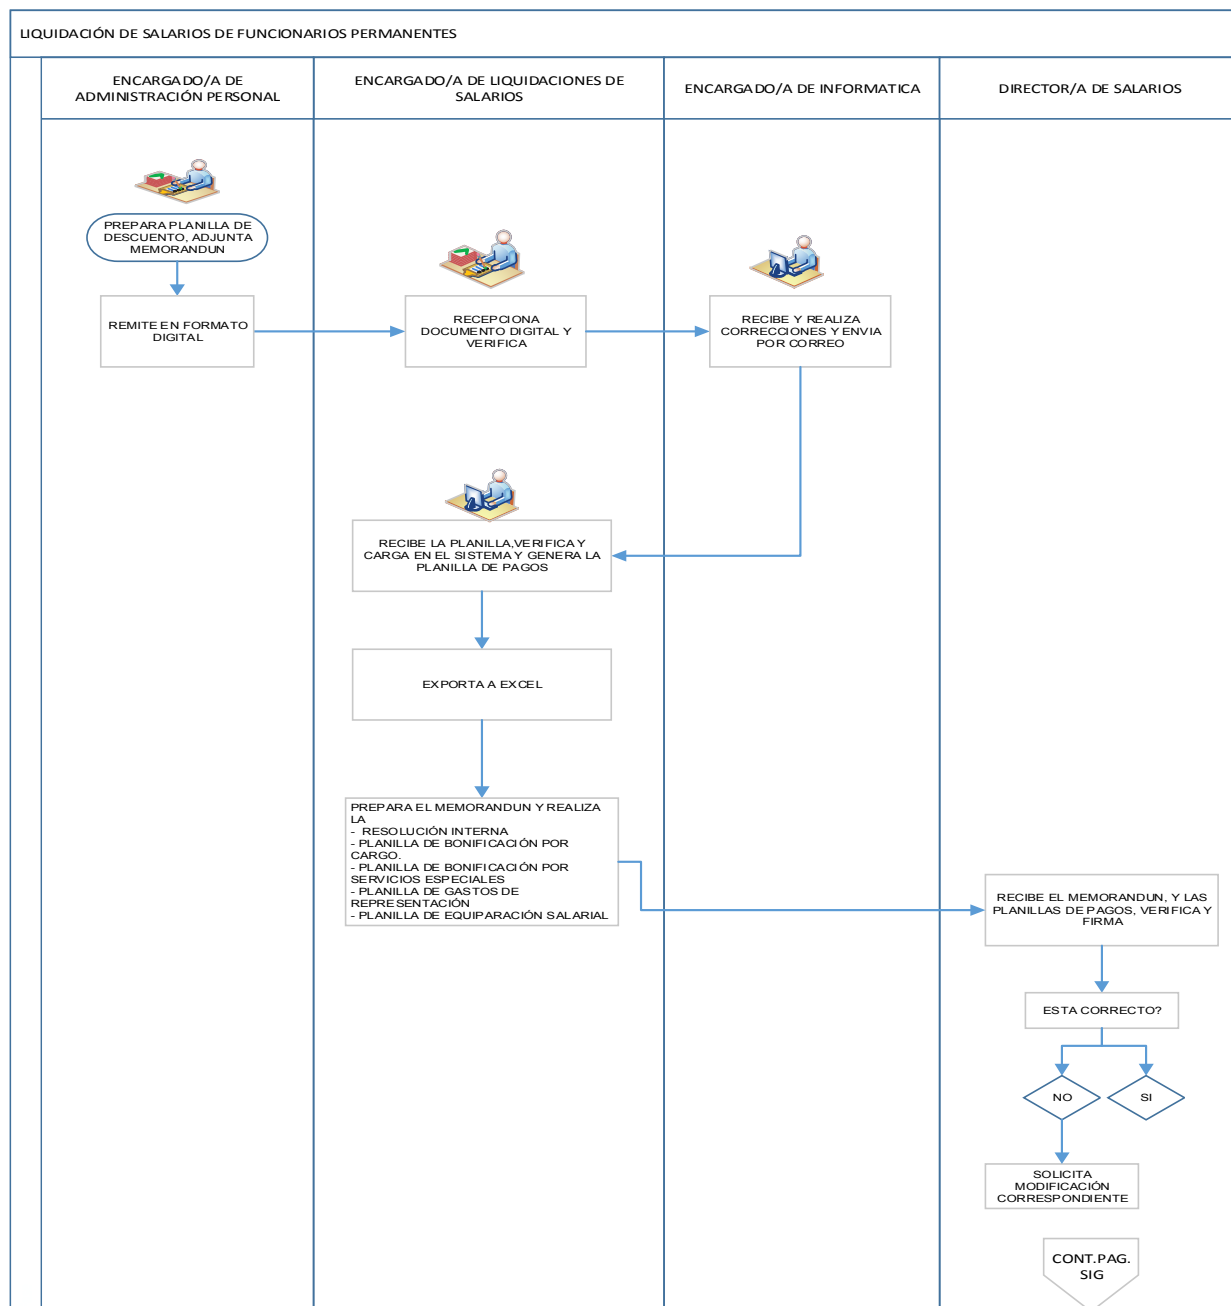 LIQUIDACIÓN DE SALARIOS DE FUNCIONARIOS PERMANENTES
ENCARGADO/A DE
ADMINISTRACIÓN PERSONAL
ENCARGADO/A DE LIQUIDACIONES DE
SALARIOS
ENCARGADO/A DE INFORMATICA
DIRECTOR/A DE SALARIOS
PREPARA PLANILLA DE
DESCUENTO, ADJUNTA
MEMORANDUN
REMITE EN FORMATO
DIGITAL
RECEPCIONA
DOCUMENTO DIGITAL Y
VERIFICA
RECIBE Y REALIZA
CORRECCIONES Y ENVIA
POR CORREO
RECIBE LA PLANILLA,VERIFICA Y
CARGA EN EL SISTEMA Y GENERA LA
PLANILLA DE PAGOS
EXPORTA A EXCEL
PREPARA EL MEMORANDUN Y REALIZA
LA
- RESOLUCIÓN INTERNA
- PLANILLA DE BONIFICACIÓN POR
CARGO.
- PLANILLA DE BONIFICACIÓN POR
SERVICIOS ESPECIALES
- PLANILLA DE GASTOS DE
REPRESENTACIÓN
- PLANILLA DE EQUIPARACIÓN SALARIAL
RECIBE EL MEMORANDUN, Y LAS
PLANILLAS DE PAGOS, VERIFICA Y
FIRMA
ESTA CORRECTO?
NO
SI
SOLICITA
MODIFICACIÓN
CORRESPONDIENTE
CONT.PAG.
SIG